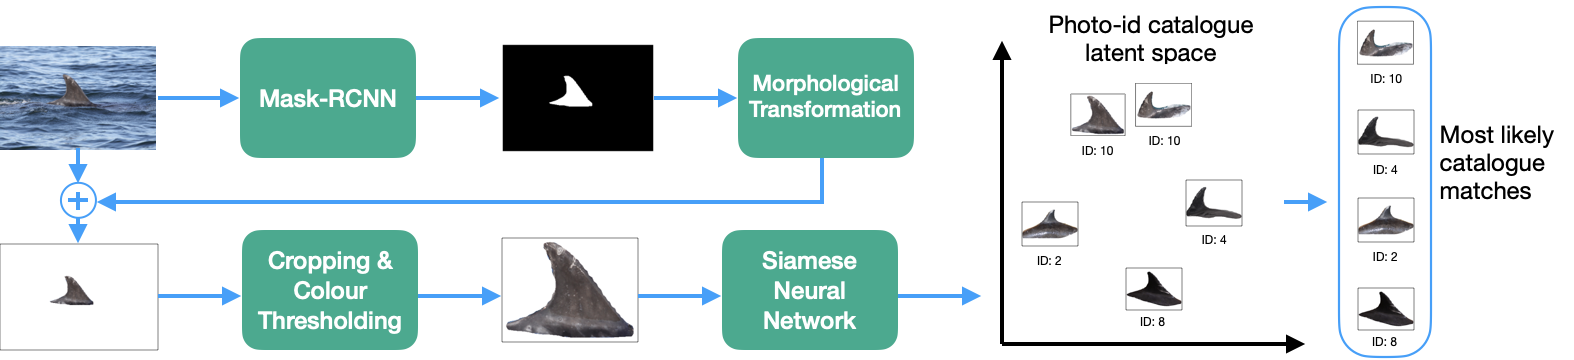 Mask-RCNN
Morphological
Transformation
Cropping &
Colour
Thresholding
Siamese
Neural
Network
Photo-id catalogue
latent space
ID: 10
ID: 10
ID: 2
ID: 4
ID: 8
ID: 10
ID: 4
ID: 2
ID: 8
Most likely
catalogue
matches